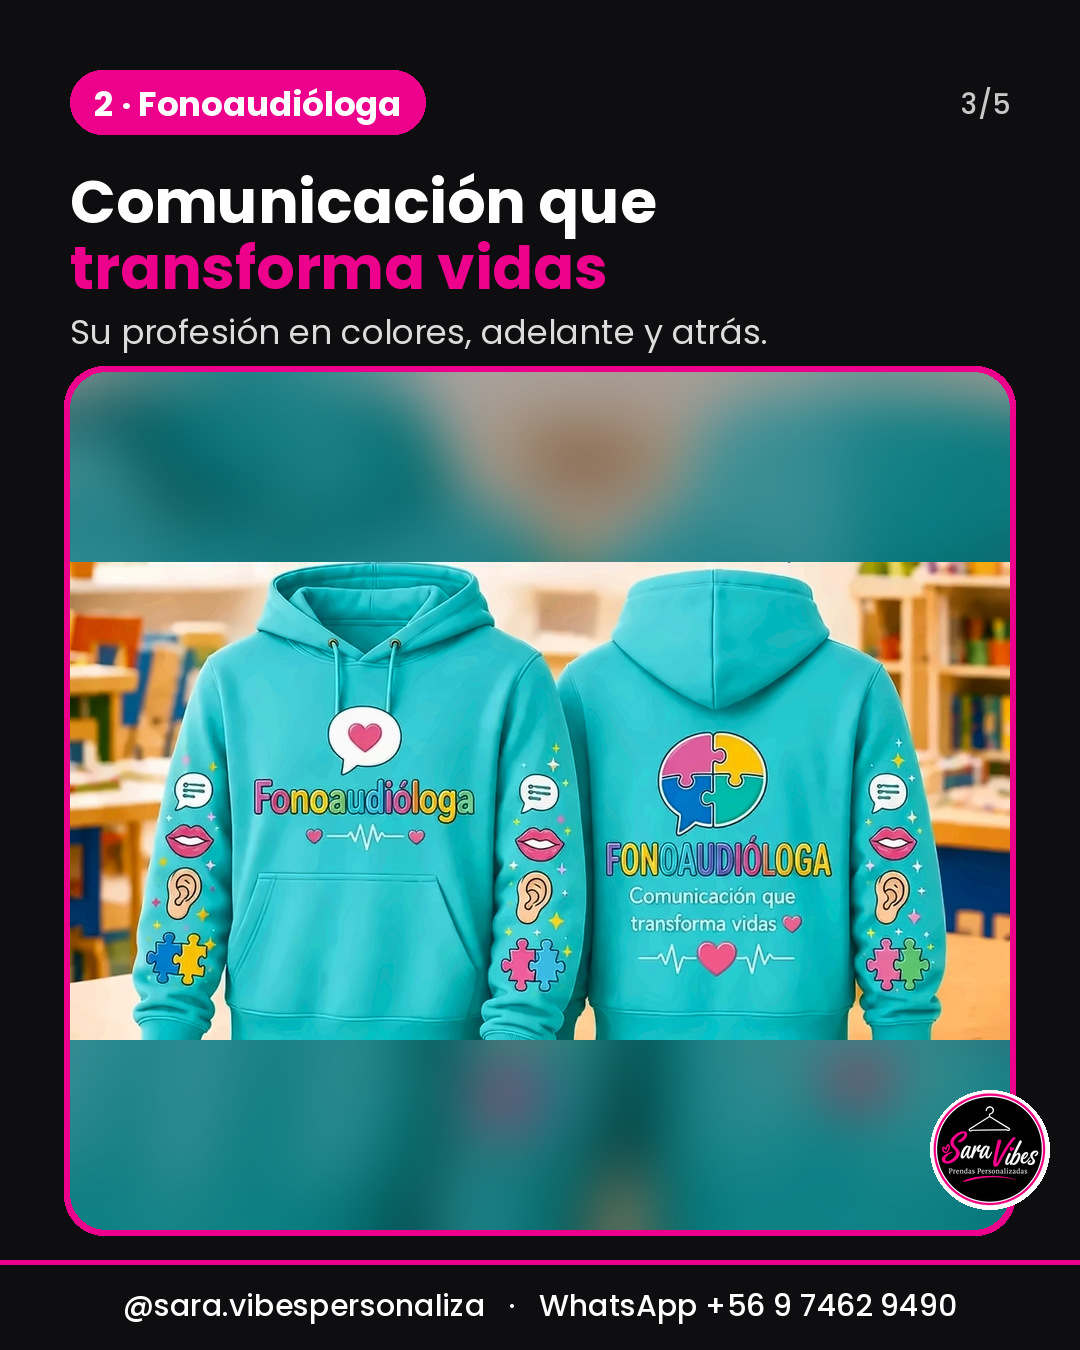 2 · Fonoaudióloga
3/5
Comunicación que
transforma vidas
Su profesión en colores, adelante y atrás.
Fonoaudióloga
FONOAUDIÓLOGA
Comunicación que
transforma vidas
Sara Vibes
Prendas Personalizadas
@sara.vibespersonaliza · WhatsApp +56 9 7462 9490